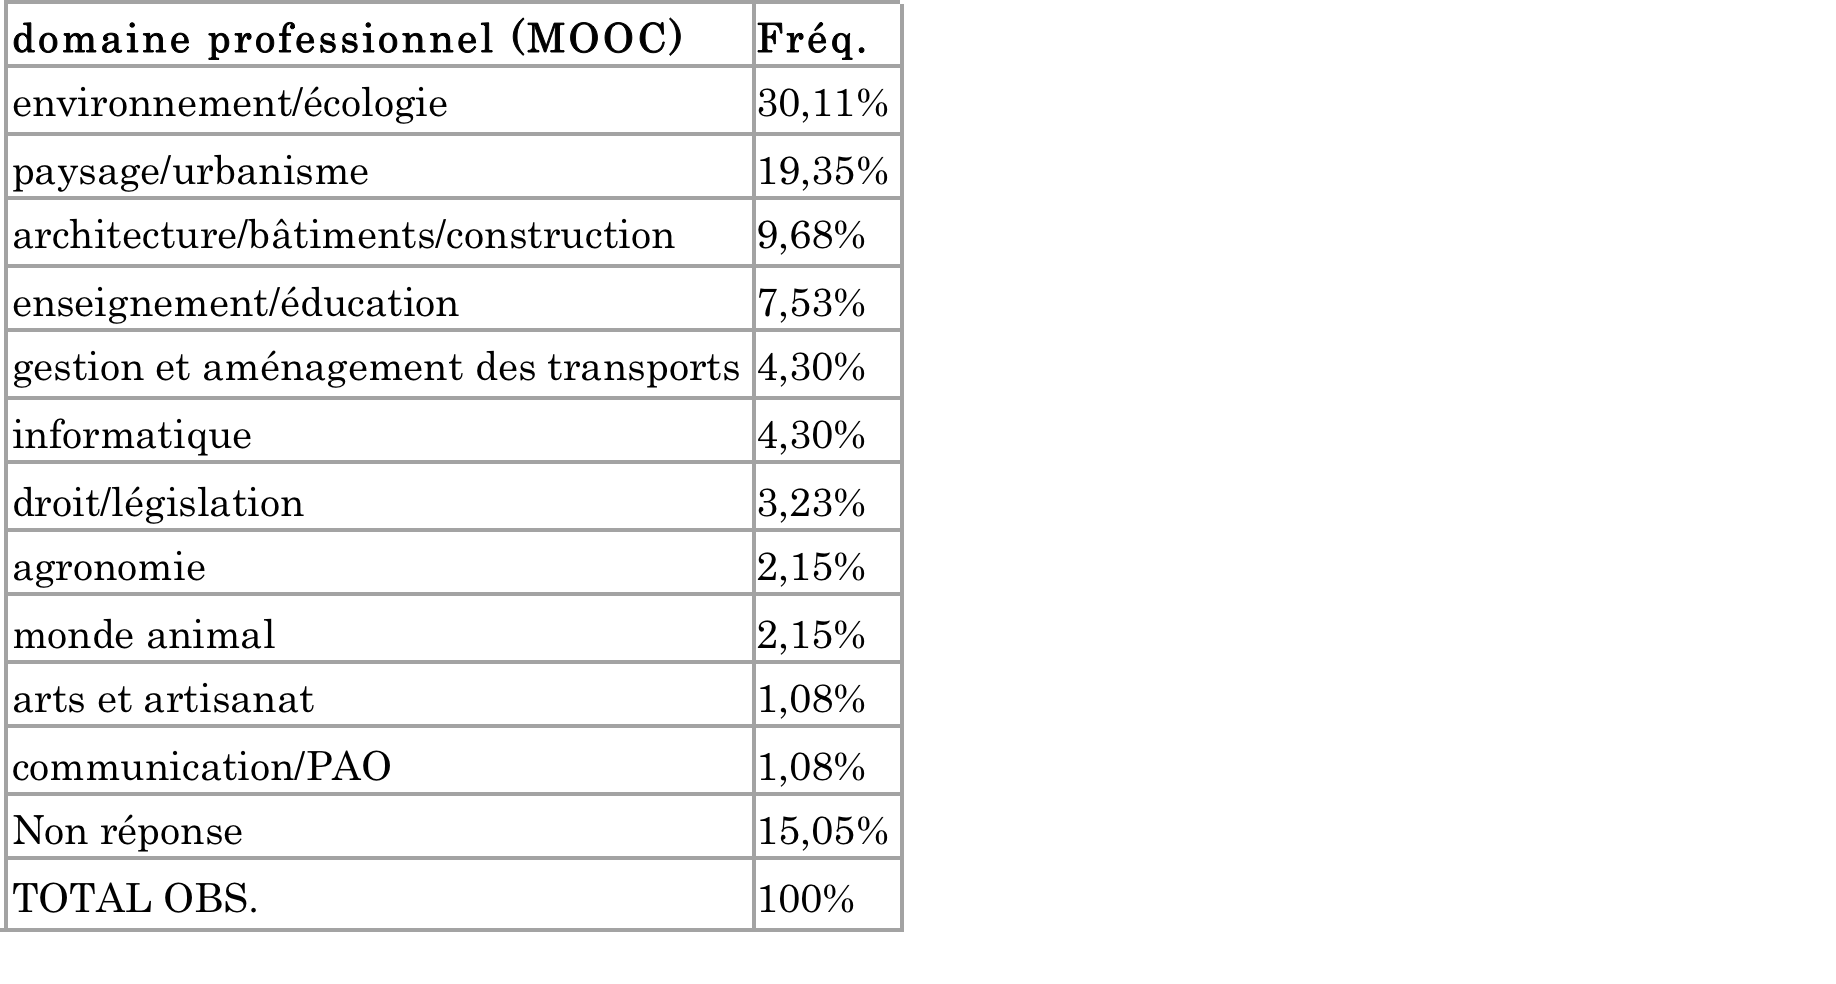 domaine professionnel (MOOC) Fréq.
environnement/écologie 30,11%
paysage/urbanisme 19,35%
architecture/bâtiments/construction 9,68%
enseignement/éducation 7,53%
gestion et aménagement des transports 4,30%
informatique 4,30%
droit/législation 3,23%
agronomie 2,15%
monde animal 2,15%
arts et artisanat 1,08%
communication/PAO 1,08%
Non réponse 15,05%
TOTAL OBS. 100%